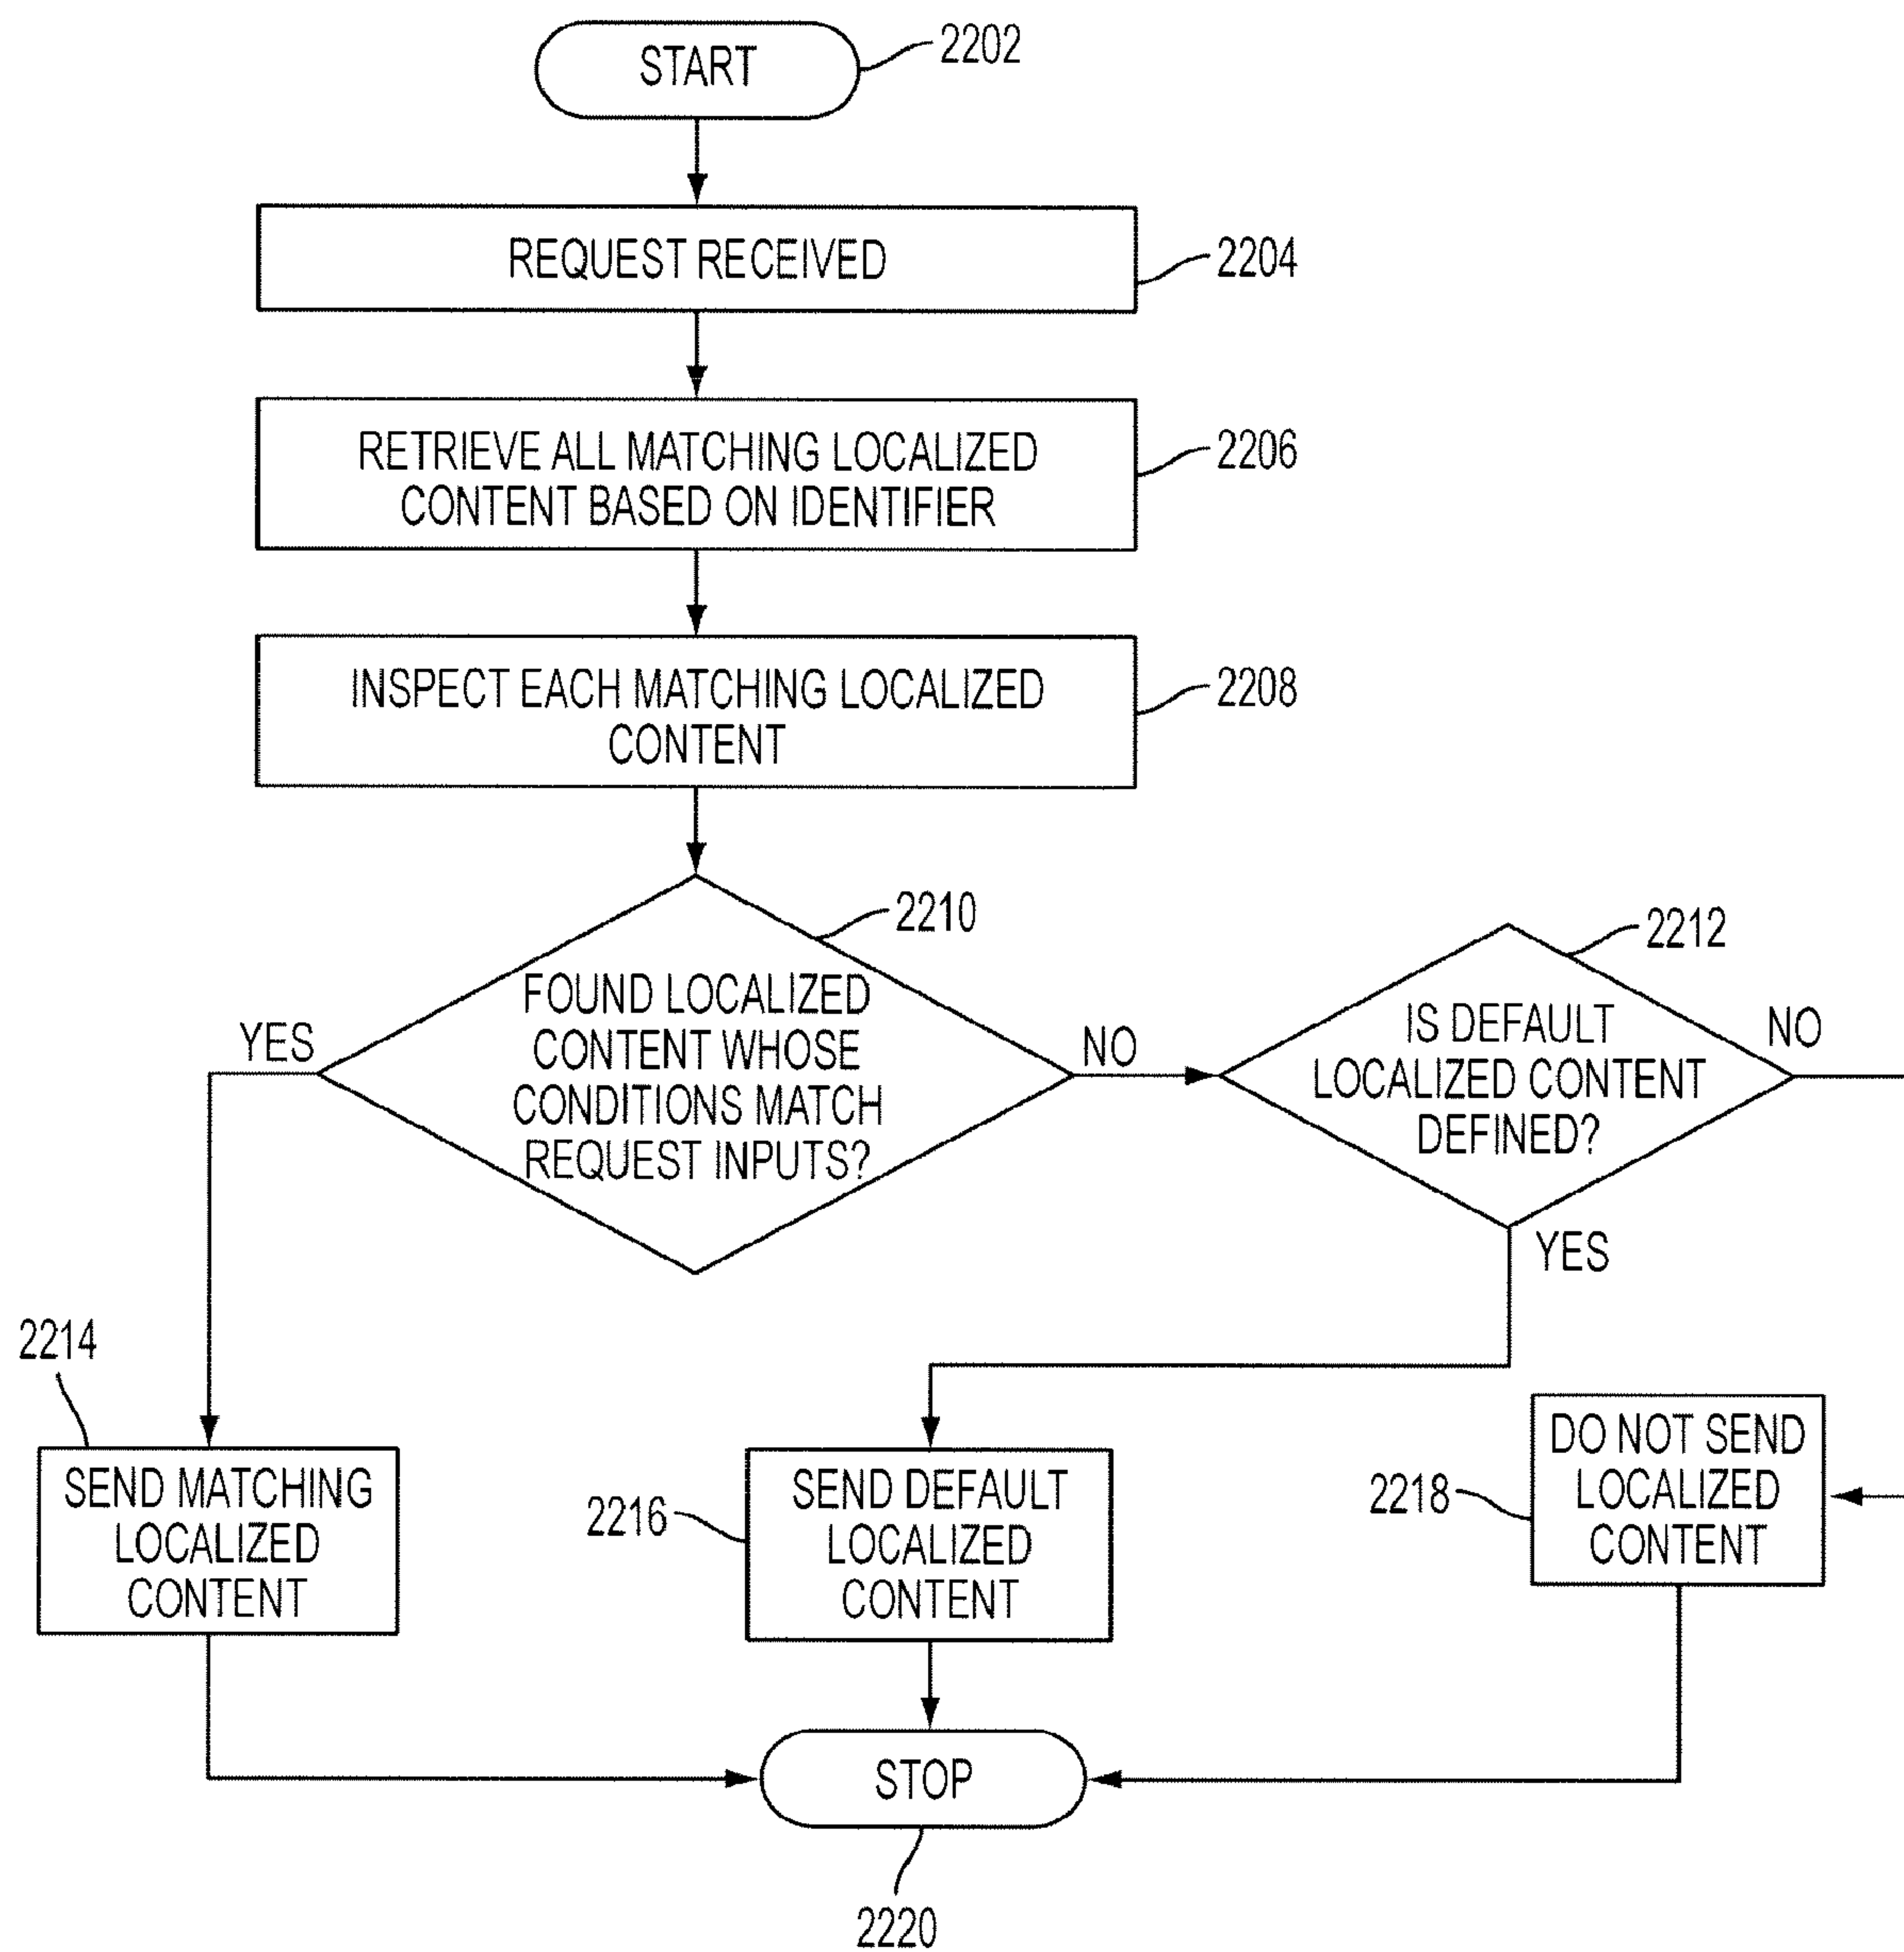 START
2202
REQUEST RECEIVED
2204
RETRIEVE ALL MATCHING LOCALIZED
CONTENT BASED ON IDENTIFIER
2206
INSPECT EACH MATCHING LOCALIZED
CONTENT
2208
2210
FOUND LOCALIZED
CONTENT WHOSE
CONDITIONS MATCH
REQUEST INPUTS?
YES
NO
2212
IS DEFAULT
LOCALIZED CONTENT
DEFINED?
NO
YES
2214
SEND MATCHING
LOCALIZED
CONTENT
2216
SEND DEFAULT
LOCALIZED
CONTENT
2218
DO NOT SEND
LOCALIZED
CONTENT
STOP
2220